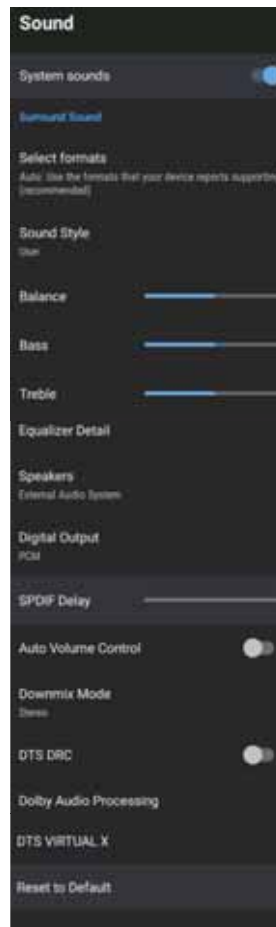 Sound
System sounds
Surround Sound
Select formats
Auto: Use the formats that your device reports supporting
(recommended)
Sound Style
User
Balance
Bass
Treble
Equalizer Detail
Speakers
External Audio System
Digital Output
PCM
SPDIF Delay
Auto Volume Control
Downmix Mode
Stereo
DTS DRC
Dolby Audio Processing
DTS VIRTUAL X
Reset to Default